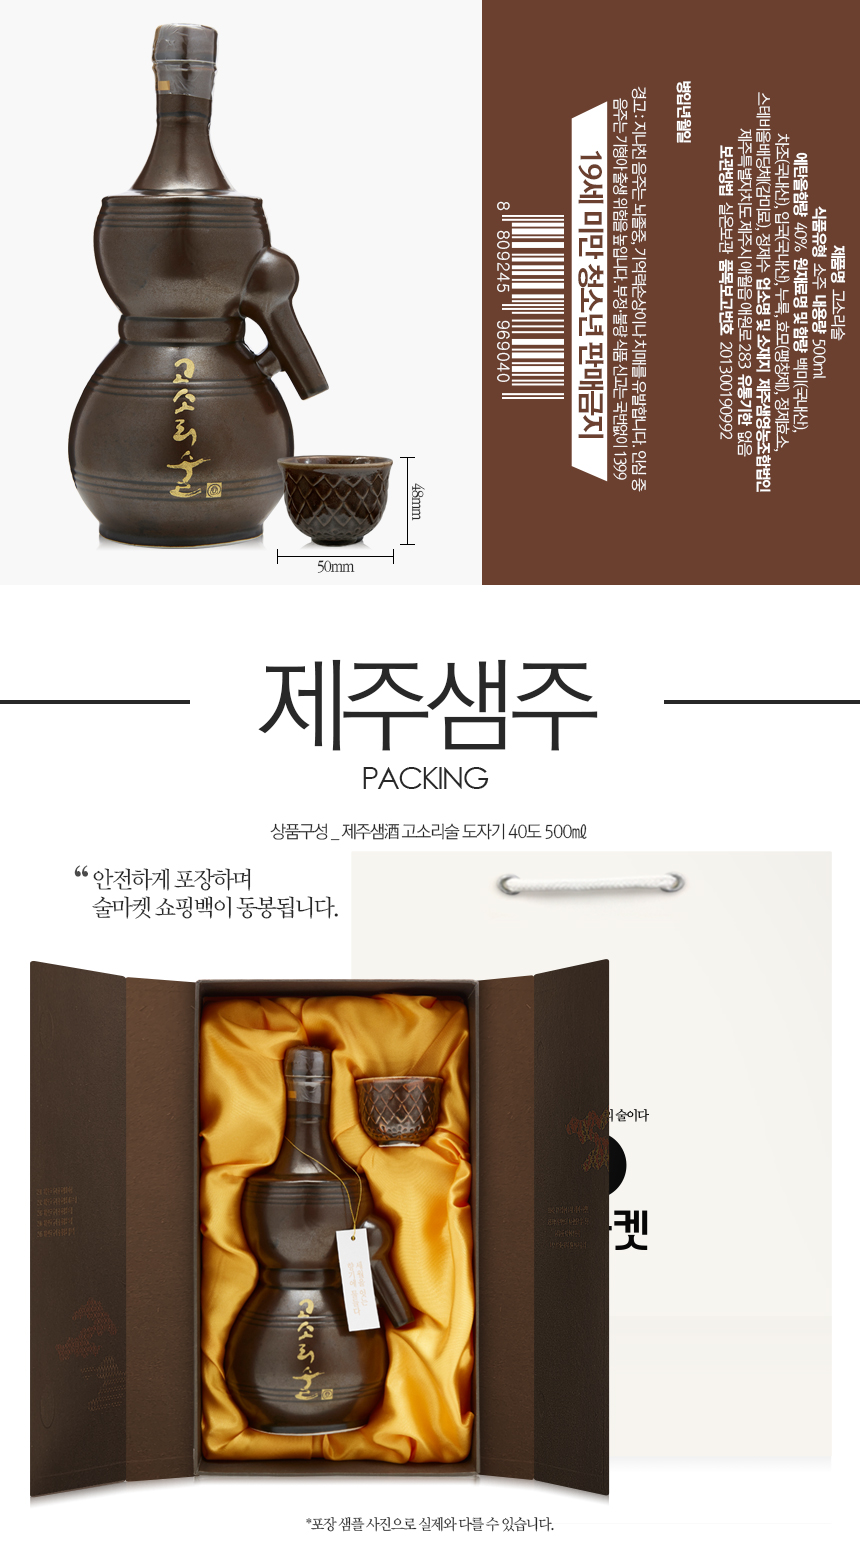 고소리술
48mm
50mm
제품명 고소리술
식품유형 소주 내용량 500ml
에탄올함량 40% 원재료명 및 함량 백미(국내산),
차조(국내산), 입국(국내산), 누룩, 효모(팽창제), 정제효소,
스테비올배당체(감미료), 정제수 업소명 및 소재지 제주샘영농조합법인
제주특별자치도 제주시 애월읍 애원로 283 유통기한 없음
보관방법 실온보관 품목보고번호 201300190992
병입년월일
경고 : 지나친 음주는 뇌졸중, 기억력손상이나 치매를 유발합니다. 임신 중
음주는 기형아 출생 위험을 높입니다. 부정·불량 식품 신고는 국번없이 1399
19세 미만 청소년 판매금지
8 809245 969040
제주샘주
PACKING
상품구성 _ 제주샘酒 고소리술 도자기 40도 500㎖
“ 안전하게 포장하며
술마켓 쇼핑백이 동봉됩니다.
술이다
켓
고소리술
*포장 샘플 사진으로 실제와 다를 수 있습니다.